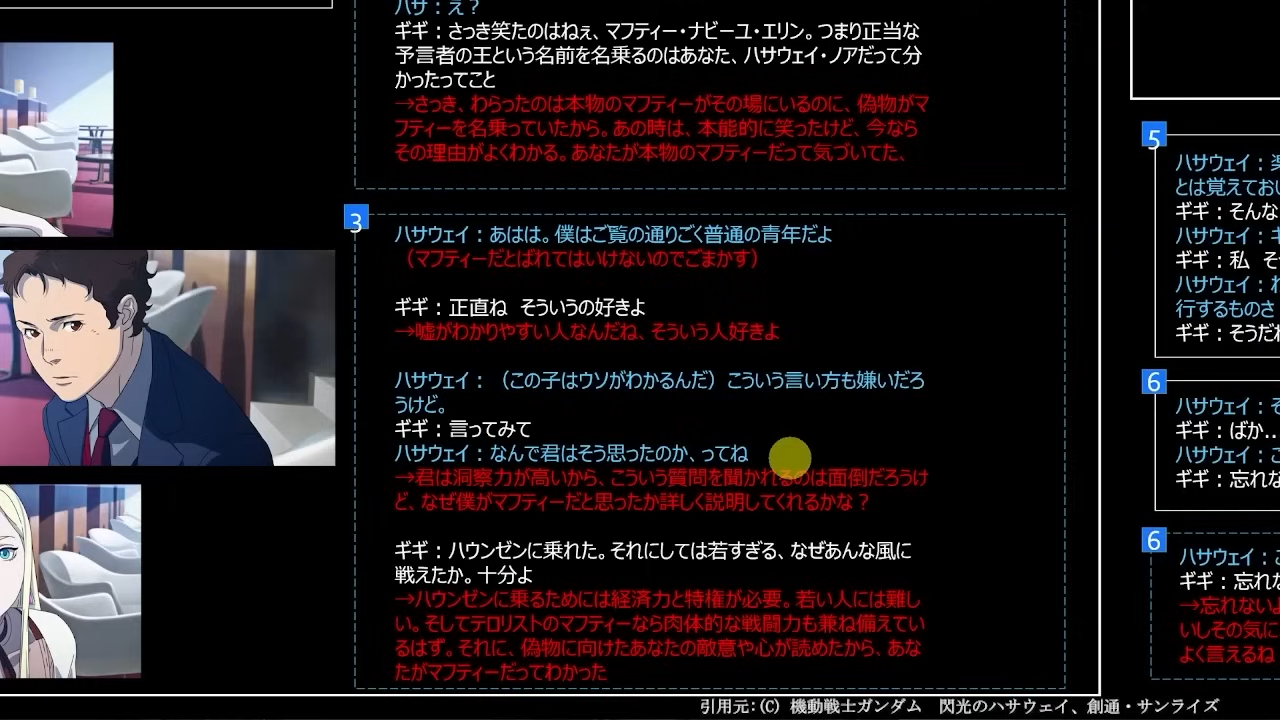 ハサ：え？
ギギ：さっき笑たのはねぇ、マフティー・ナビーユ・エリン。つまり正当な
予言者の王という名前を名乗るのはあなた、ハサウェイ・ノアだって分
かったってこと
→さっき、わらったのは本物のマフティーがその場にいるのに、偽物がマ
フティーを名乗っていたから。あの時は、本能的に笑ったけど、今なら
その理由がよくわかる。あなたが本物のマフティーだって気づいてた、
3
ハサウェイ：あはは。僕はご覧の通りごく普通の青年だよ
（マフティーだとばれてはいけないのでごまかす）
ギギ：正直ね　そういうの好きよ
→嘘がわかりやすい人なんだね、そういう人好きよ
ハサウェイ：（この子はウソがわかるんだ）こういう言い方も嫌いだろ
うけど。
ギギ：言ってみて
ハサウェイ：なんで君はそう思ったのか、ってね
→君は洞察力が高いから、こういう質問を聞かれるのは面倒だろうけ
ど、なぜ僕がマフティーだと思ったか詳しく説明してくれるかな？
ギギ：ハウンゼンに乗れた。それにしては若すぎる、なぜあんな風に
戦えたか。十分よ
→ハウンゼンに乗るためには経済力と特権が必要。若い人には難し
い。そしてテロリストのマフティーなら肉体的な戦闘力も兼ね備えてい
るはず。それに、偽物に向けたあなたの敵意や心が読めたから、あな
たがマフティーだってわかった
5
ハサウェイ：
とは覚えてお
ギギ：そんな
ハサウェイ：
ギギ：私　そ
ハサウェイ：
行するものさ
ギギ：そうだ
6
ハサウェイ：そ
ギギ：ばか..
ハサウェイ：こ
ギギ：忘れな
6
ハサウェイ：こ
ギギ：忘れな
→忘れない
いしその気に
よく言えるね
引用元:(C) 機動戦士ガンダム　閃光のハサウェイ、創通・サンライズ